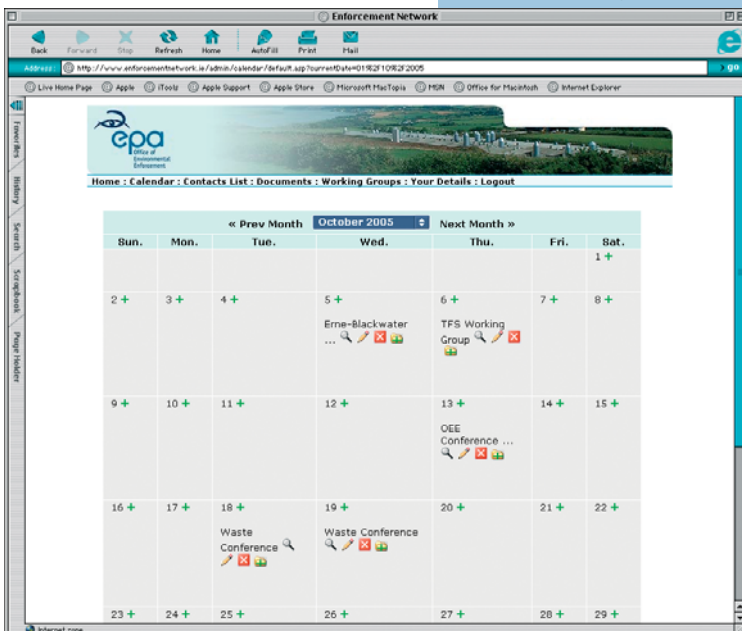 Enforcement Network
Back Forward Stop Refresh Home AutoFill Print Mail
Address: http://www.enforcementnetwork.ie/admin/calendar/default.asp?currentDate=01%2F10%2F2005 go
Live Home Page Apple iTools Apple Support Apple Store Microsoft MacTopia MSN Office for Macintosh Internet Explorer
Favorites
History
Search
Scrapbook
Page Holder
epa
Office of
Environmental
Enforcement
Home : Calendar : Contacts List : Documents : Working Groups : Your Details : Logout
« Prev Month October 2005 Next Month »
Sun. Mon. Tue. Wed. Thu. Fri. Sat.
1 +
2 + 3 + 4 + 5 + 6 + 7 + 8 +
Erne-Blackwater
...
TFS Working
Group
9 + 10 + 11 + 12 + 13 + 14 + 15 +
OEE
Conference ...
16 + 17 + 18 + 19 + 20 + 21 + 22 +
Waste
Conference
Waste Conference
23 + 24 + 25 + 26 + 27 + 28 + 29 +
Internet zone